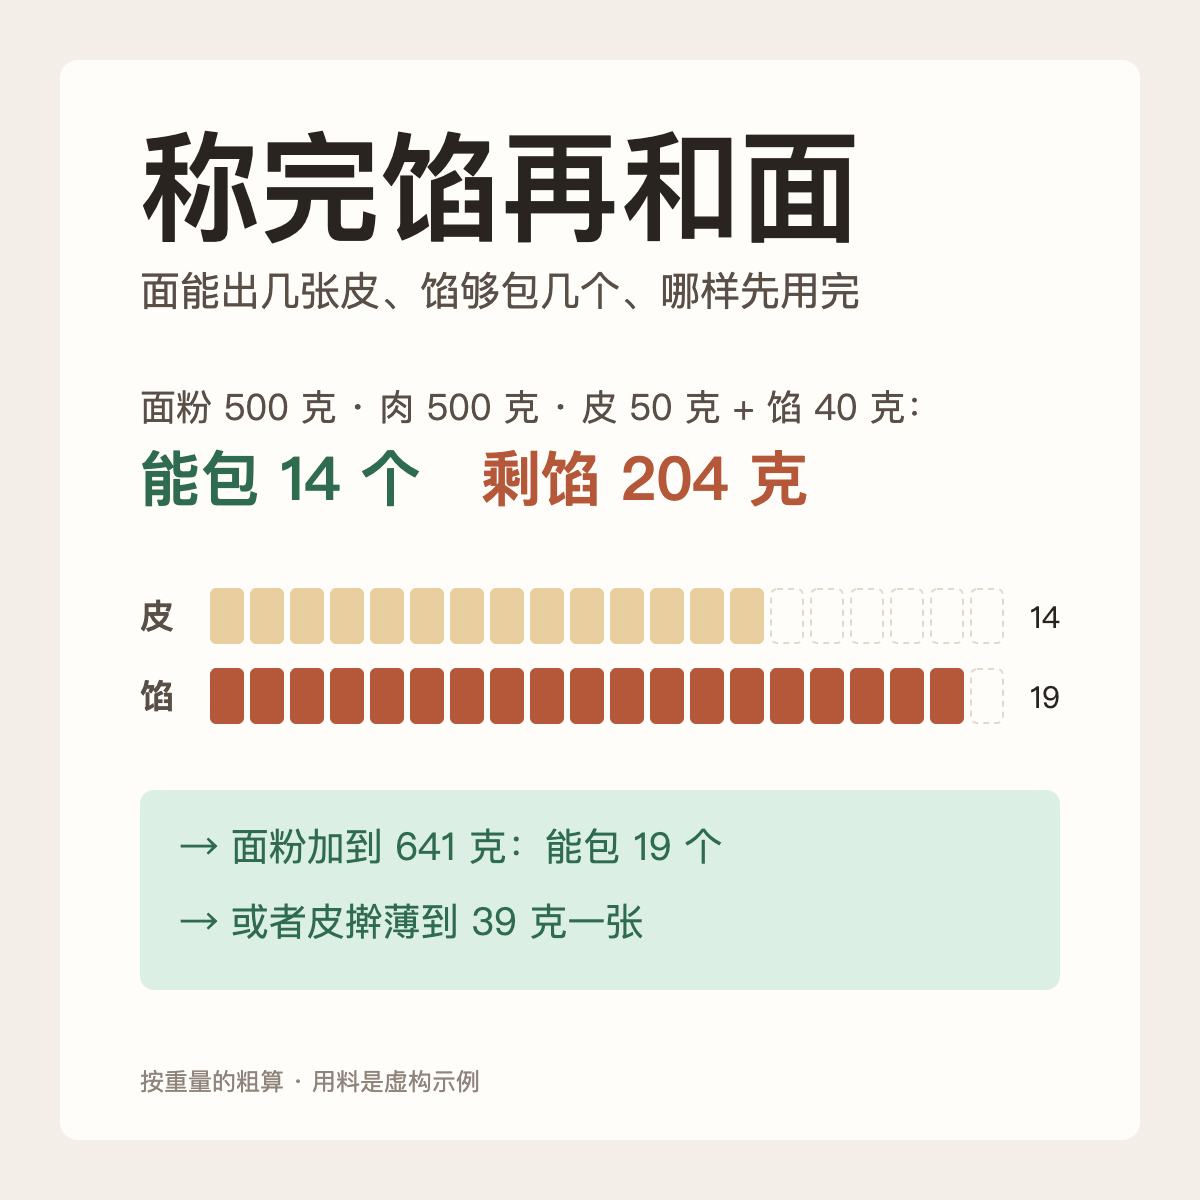 称完馅再和面
面能出几张皮、馅够包几个、哪样先用完
面粉 500 克 · 肉 500 克 · 皮 50 克 + 馅 40 克：
能包 14 个 剩馅 204 克
皮 14
馅 19
→ 面粉加到 641 克：能包 19 个
→ 或者皮擀薄到 39 克一张
按重量的粗算 · 用料是虚构示例